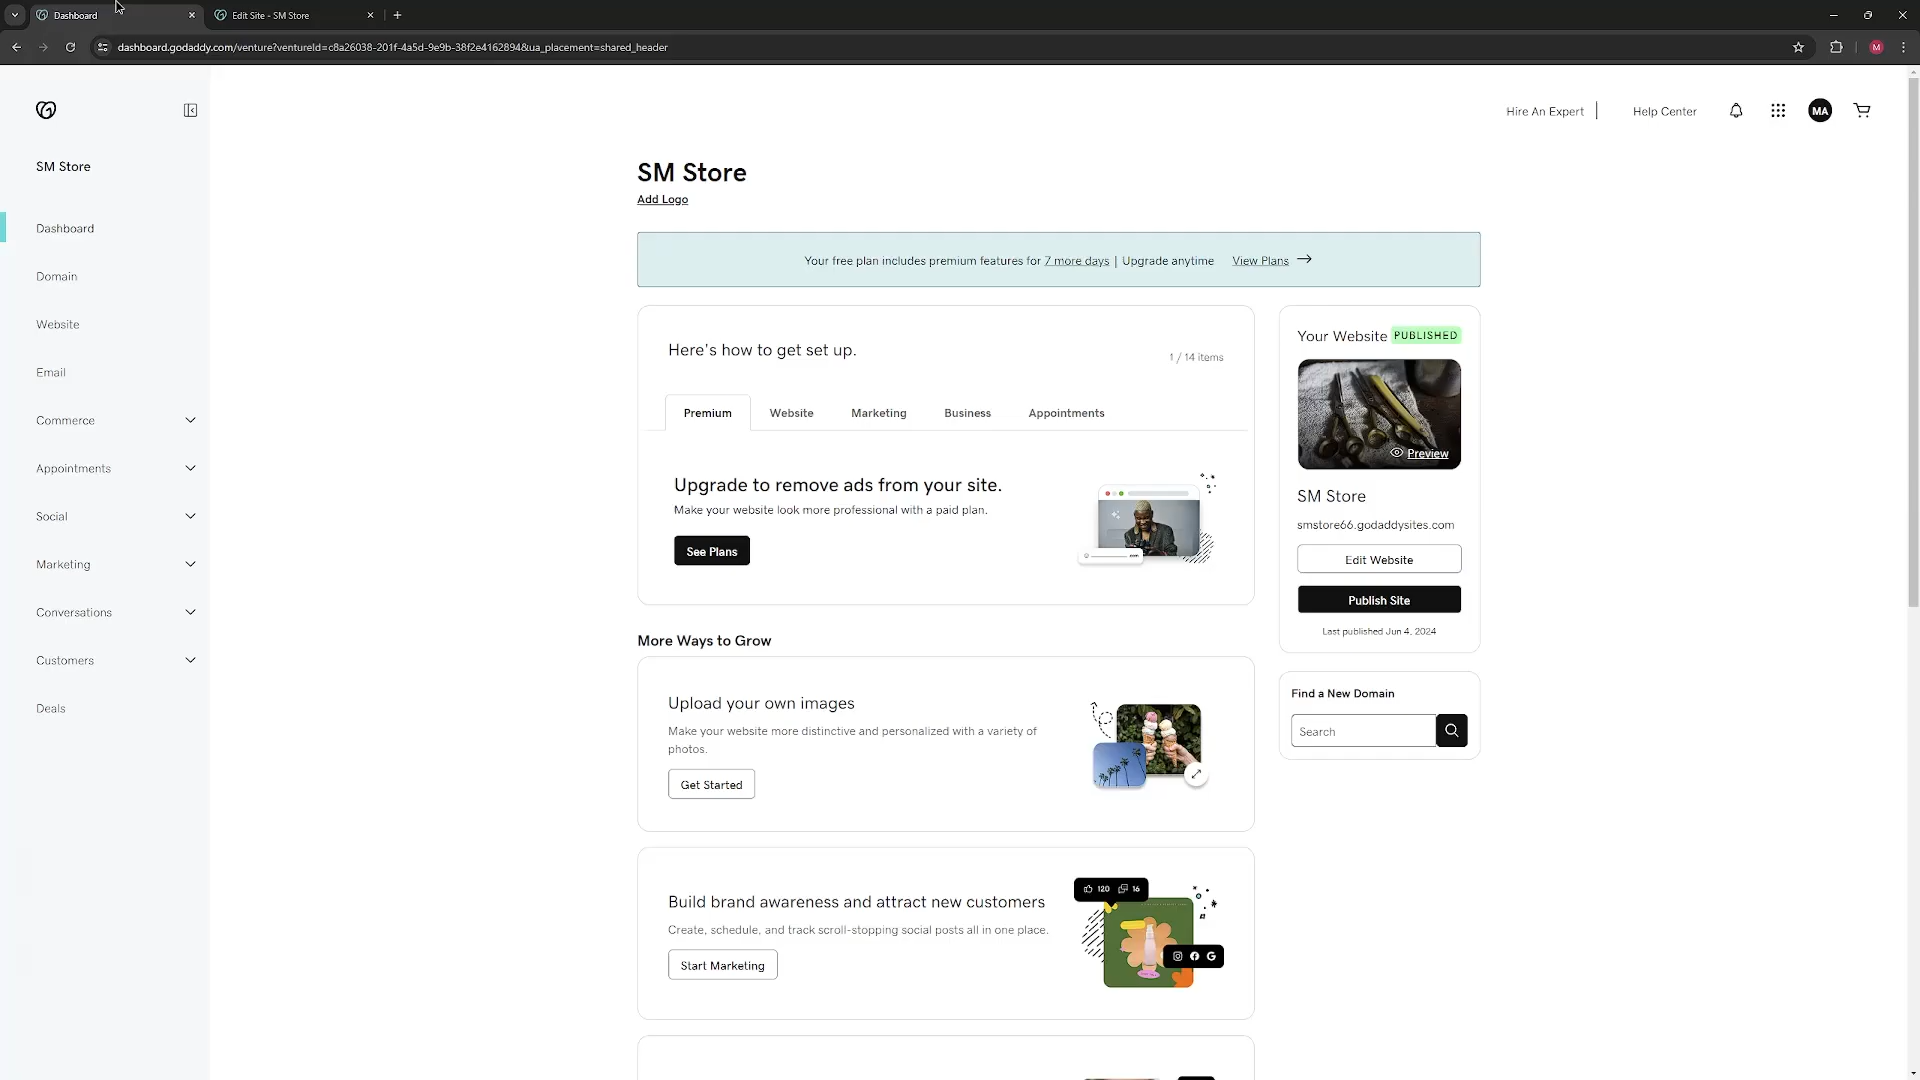 Dashboard
Edit Site - SM Store
dashboard.godaddy.com/venture?ventureId=c8a26038-201f-4a5d-9e9b-38f2e4162894&ua_placement=shared_header
M
Hire An Expert
Help Center
MA
SM Store
Dashboard
Domain
Website
Email
Commerce
Appointments
Social
Marketing
Conversations
Customers
Deals
SM Store
Add Logo
Your free plan includes premium features for 7 more days | Upgrade anytime View Plans
Here's how to get set up.
1 / 14 items
Premium
Website
Marketing
Business
Appointments
Upgrade to remove ads from your site.
Make your website look more professional with a paid plan.
See Plans
.com
More Ways to Grow
Upload your own images
Make your website more distinctive and personalized with a variety of
photos.
Get Started
Build brand awareness and attract new customers
Create, schedule, and track scroll-stopping social posts all in one place.
Start Marketing
120
16
Your Website PUBLISHED
Preview
SM Store
smstore66.godaddysites.com
Edit Website
Publish Site
Last published Jun 4, 2024
Find a New Domain
Search